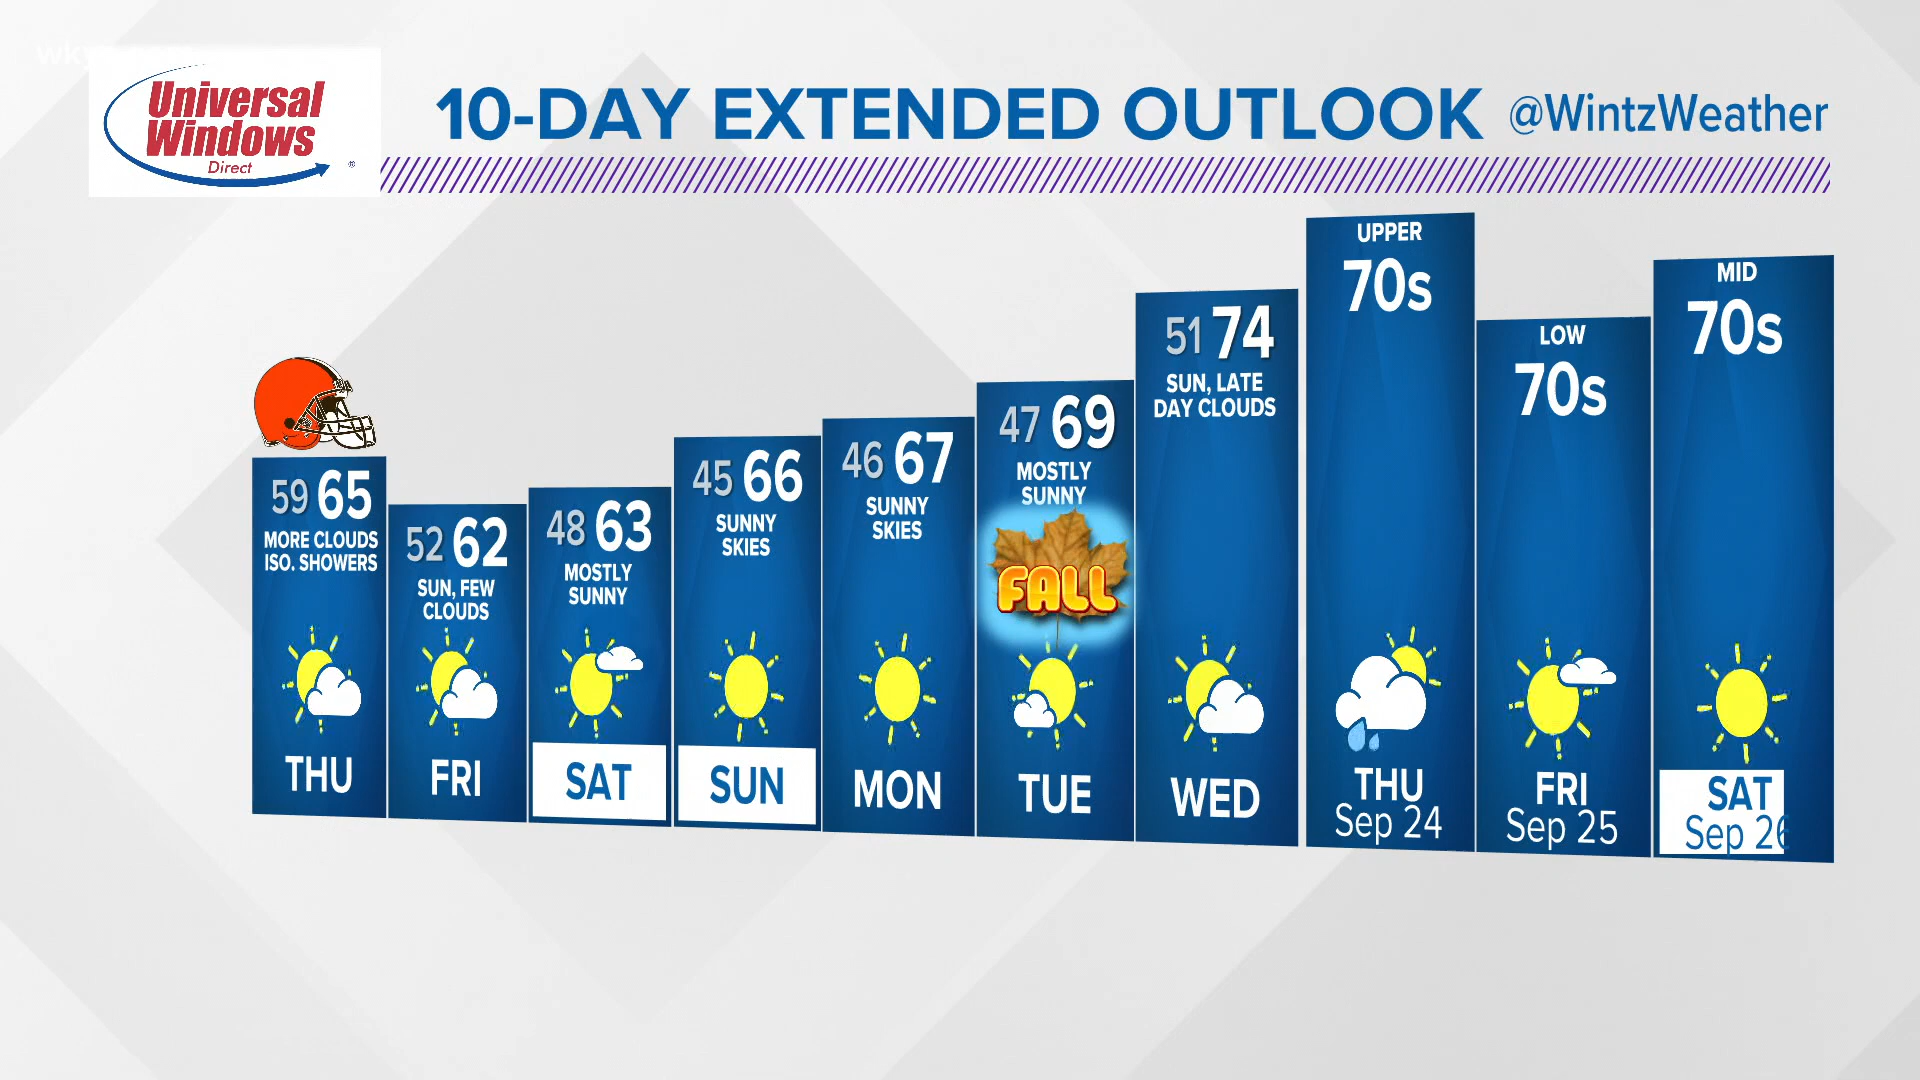 Universal
Windows
Direct
®
10-DAY EXTENDED OUTLOOK @WintzWeather
59 65
MORE CLOUDS
ISO. SHOWERS
THU
52 62
SUN, FEW
CLOUDS
FRI
48 63
MOSTLY
SUNNY
SAT
45 66
SUNNY
SKIES
SUN
46 67
SUNNY
SKIES
MON
47 69
MOSTLY
SUNNY
FALL
TUE
51 74
SUN, LATE
DAY CLOUDS
WED
UPPER
70s
THU
Sep 24
LOW
70s
FRI
Sep 25
MID
70s
SAT
Sep 26